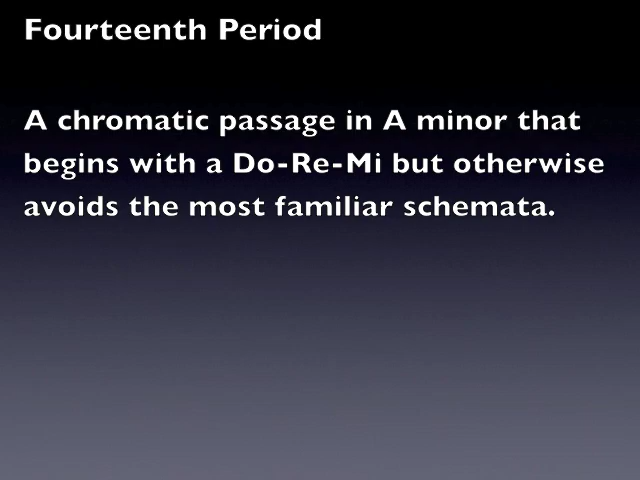 Fourteenth Period
A chromatic passage in A minor that
begins with a Do-Re-Mi but otherwise
avoids the most familiar schemata.